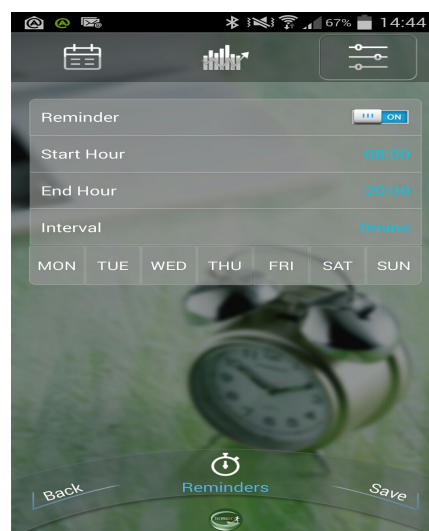 67% 14:44
Reminder ON
Start Hour 08:00
End Hour 20:00
Interval 0mins
MON TUE WED THU FRI SAT SUN
Reminders
Back Save